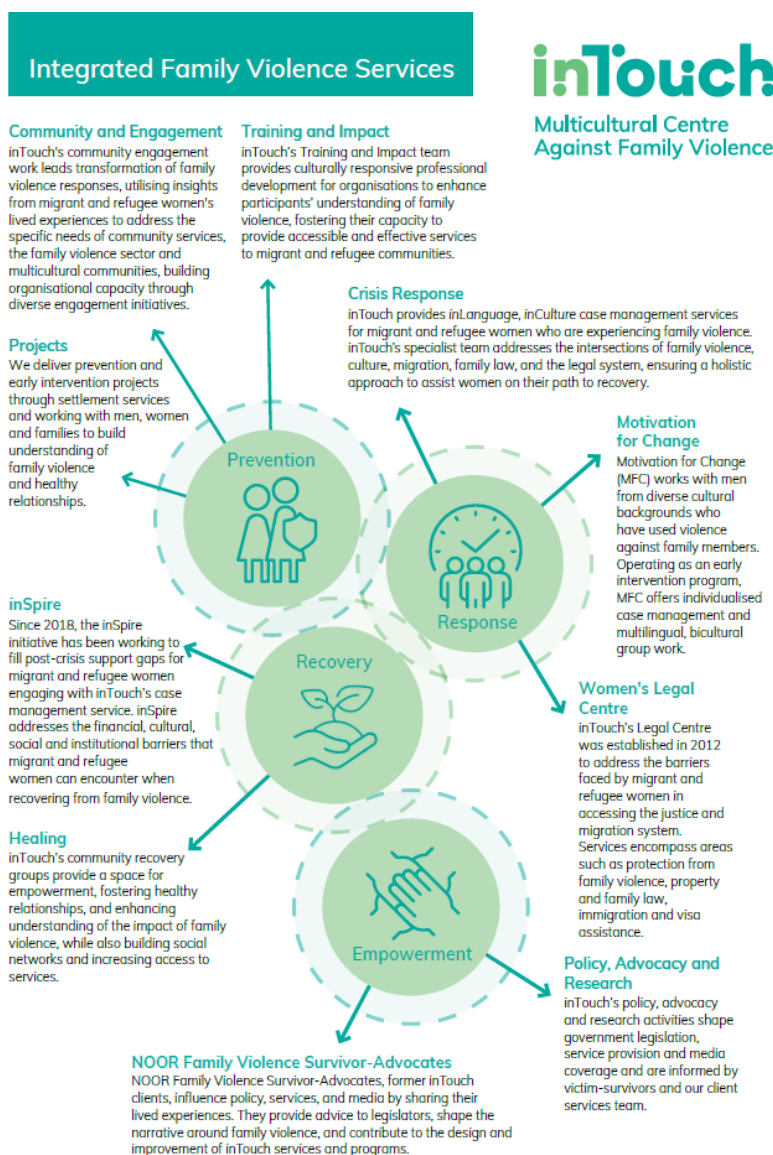 Integrated Family Violence Services
inTouch
Multicultural Centre
Against Family Violence
Community and Engagement
inTouch's community engagement
work leads transformation of family
violence responses, utilising insights
from migrant and refugee women's
lived experiences to address the
specific needs of community services,
the family violence sector and
multicultural communities, building
organisational capacity through
diverse engagement initiatives.
Training and Impact
inTouch's Training and Impact team
provides culturally responsive professional
development for organisations to enhance
participants' understanding of family
violence, fostering their capacity to
provide accessible and effective services
to migrant and refugee communities.
Crisis Response
inTouch provides inLanguage, inCulture case management services
for migrant and refugee women who are experiencing family violence.
inTouch's specialist team addresses the intersections of family violence,
culture, migration, family law, and the legal system, ensuring a holistic
approach to assist women on their path to recovery.
Projects
We deliver prevention and
early intervention projects
through settlement services
and working with men, women
and families to build
understanding of
family violence
and healthy
relationships.
Prevention
Motivation
for Change
Motivation for Change
(MFC) works with men
from diverse cultural
backgrounds who
have used violence
against family members.
Operating as an early
intervention program,
MFC offers individualised
case management and
multilingual, bicultural
group work.
Response
inSpire
Since 2018, the inSpire
initiative has been working to
fill post-crisis support gaps for
migrant and refugee women
engaging with inTouch's case
management service. inSpire
addresses the financial, cultural,
social and institutional barriers that
migrant and refugee
women can encounter when
recovering from family violence.
Recovery
Women's Legal
Centre
inTouch's Legal Centre
was established in 2012
to address the barriers
faced by migrant and
refugee women in
accessing the justice and
migration system.
Services encompass areas
such as protection from
family violence, property
and family law,
immigration and visa
assistance.
Healing
inTouch's community recovery
groups provide a space for
empowerment, fostering healthy
relationships, and enhancing
understanding of the impact of family
violence, while also building social
networks and increasing access to
services.
Empowerment
Policy, Advocacy and
Research
inTouch's policy, advocacy
and research activities shape
government legislation,
service provision and media
coverage and are informed by
victim-survivors and our client
services team.
NOOR Family Violence Survivor-Advocates
NOOR Family Violence Survivor-Advocates, former inTouch
clients, influence policy, services, and media by sharing their
lived experiences. They provide advice to legislators, shape the
narrative around family violence, and contribute to the design and
improvement of inTouch services and programs.